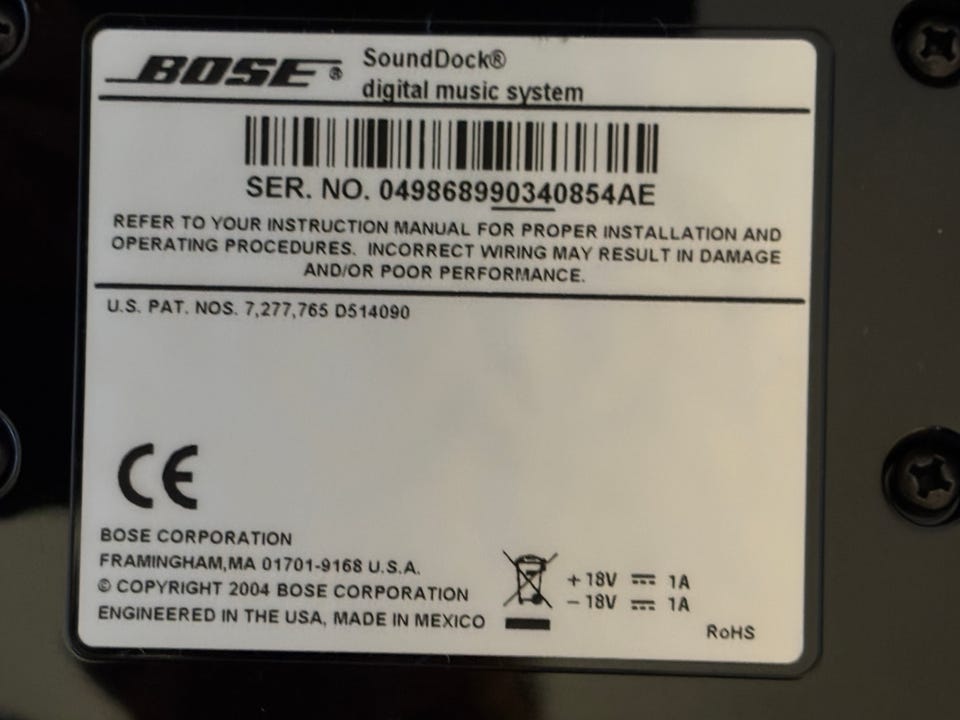 BOSE®
SoundDock®
digital music system
SER. NO. 049868990340854AE
REFER TO YOUR INSTRUCTION MANUAL FOR PROPER INSTALLATION AND
OPERATING PROCEDURES. INCORRECT WIRING MAY RESULT IN DAMAGE
AND/OR POOR PERFORMANCE.
U.S. PAT. NOS. 7,277,765 D514090
CE
BOSE CORPORATION
FRAMINGHAM,MA 01701-9168 U.S.A.
© COPYRIGHT 2004 BOSE CORPORATION
ENGINEERED IN THE USA, MADE IN MEXICO
+18V ⎓ 1A
−18V ⎓ 1A
RoHS